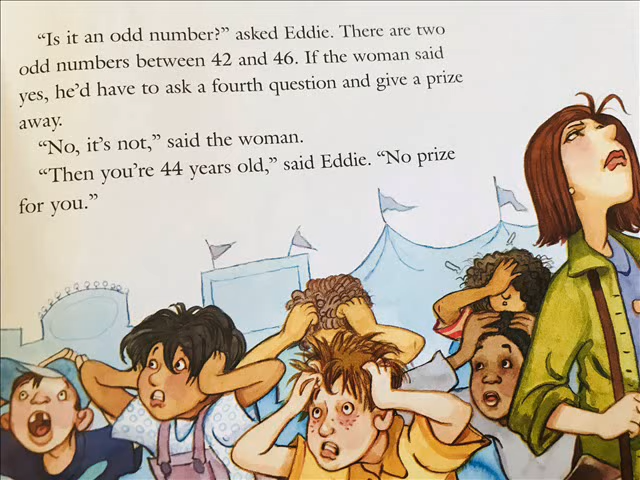 “Is it an odd number?” asked Eddie. There are two
odd numbers between 42 and 46. If the woman said
yes, he’d have to ask a fourth question and give a prize
away.
“No, it’s not,” said the woman.
“Then you’re 44 years old,” said Eddie. “No prize
for you.”